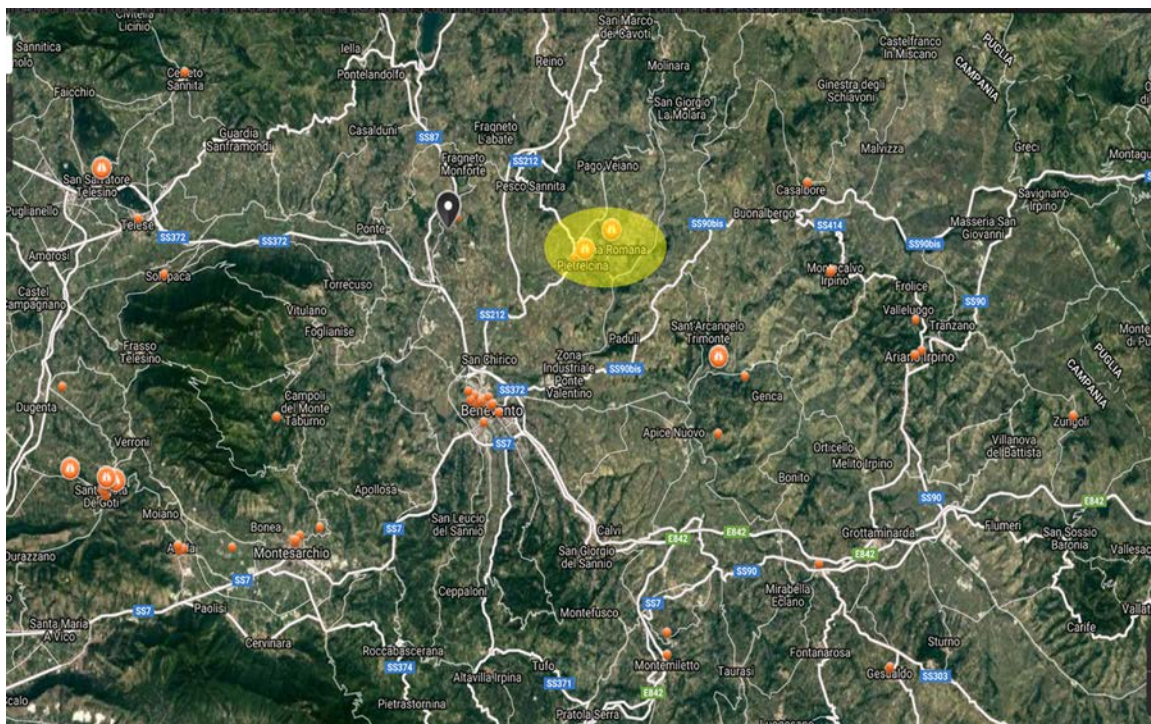 Civitella
Licinio
San Marco
dei Cavoti
Sannitica
Iella
Reino
Castelfranco
In Miscano
PUGLIA
CAMPANIA
Pontelandolfo
Molinara
Cerreto
Sannita
Faicchio
Ginestra degli
Schiavoni
San Giorgio
La Molara
Guardia
Sanframondi
Casalduni
SS87
Fragneto
L'abate
SS212
Malvizza
Greci
Montagu
Fragneto
Monforte
Pago Veiano
San Salvatore
Telesino
Pesco Sannita
Casalbore
Savignano
Irpino
Puglianello
Telese
SS372
SS372
Ponte
Buonalbergo
SS90bis
SS414
Masseria San
Giovanni
SS90bis
Amorosi
Romana
Pietrelcina
Solopaca
Torrecuso
Montecalvo
Irpino
Castel
Campagnano
Frolice
Vitulano
SS212
Valleluogo
SS90
Foglianise
Tranzano
Frasso
Telesino
Sant'Arcangelo
Trimonte
Paduli
San Chirico
Zona
Industriale
Ponte
Valentino
SS90bis
Ariano Irpino
PUGLIA
CAMPANIA
Dugenta
Campoli
del Monte
Taburno
SS372
Benevento
Genca
Zungoli
Verroni
SS7
Apice Nuovo
Orticello
Villanova
del Battista
Melito Irpino
Bonito
Apollosa
SS90
E842
Moiano
Bonea
SS7
San Leucio
del Sannio
Calvi
E842
E842
Grottaminarda
Flumeri
San Sossio
Baronia
Durazzano
Montesarchio
San Giorgio
del Sannio
E842
Vallesac
SS7
SS90
Ceppaloni
Mirabella
Eclano
SS7
Paolisi
Montefusco
SS7
Santa Maria
A Vico
Carife
Cervinara
Sturno
Roccabascerana
SS374
Tufo
Montemiletto
Fontanarosa
Gesualdo
SS303
Altavilla Irpina
SS371
E842
Taurasi
Pietrastornina
Pratola Serra